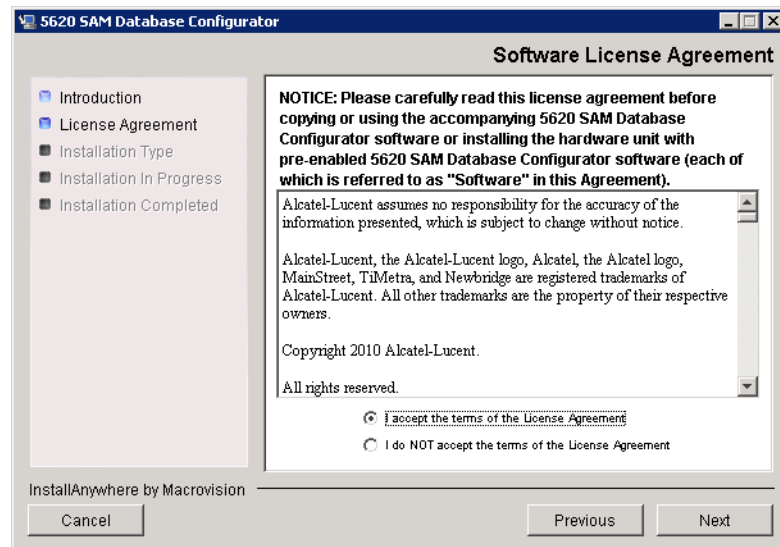 5620 SAM Database Configurator
Software License Agreement
Introduction
License Agreement
Installation Type
Installation In Progress
Installation Completed
NOTICE: Please carefully read this license agreement before
copying or using the accompanying 5620 SAM Database
Configurator software or installing the hardware unit with
pre-enabled 5620 SAM Database Configurator software (each of
which is referred to as "Software" in this Agreement).
Alcatel-Lucent assumes no responsibility for the accuracy of the
information presented, which is subject to change without notice.
Alcatel-Lucent, the Alcatel-Lucent logo, Alcatel, the Alcatel logo,
MainStreet, TiMetra, and Newbridge are registered trademarks of
Alcatel-Lucent. All other trademarks are the property of their respective
owners.
Copyright 2010 Alcatel-Lucent.
All rights reserved.
I accept the terms of the License Agreement
I do NOT accept the terms of the License Agreement
InstallAnywhere by Macrovision
Cancel
Previous
Next